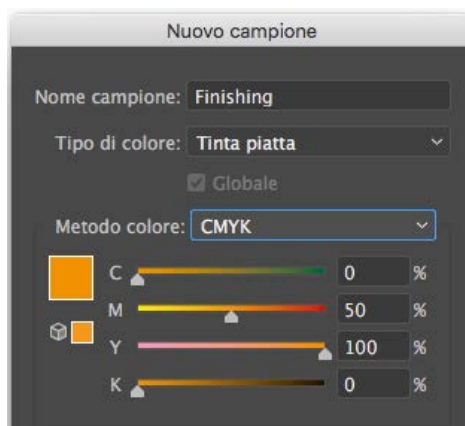 Nuovo campione
Nome campione: Finishing
Tipo di colore: Tinta piatta
Globale
Metodo colore: CMYK
C 0 %
M 50 %
Y 100 %
K 0 %